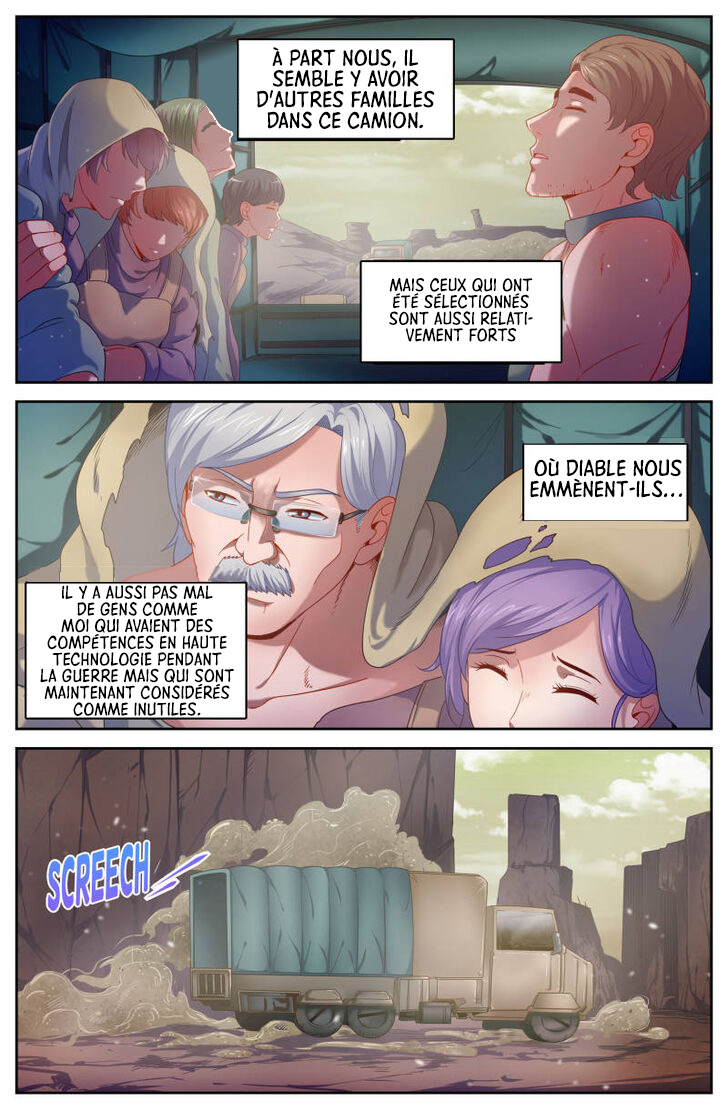 À PART NOUS, IL
SEMBLE Y AVOIR
D'AUTRES FAMILLES
DANS CE CAMION.
MAIS CEUX QUI ONT
ÉTÉ SÉLECTIONNÉS
SONT AUSSI RELATI-
VEMENT FORTS
OÙ DIABLE NOUS
EMMÈNENT-ILS...
IL Y A AUSSI PAS MAL
DE GENS COMME
MOI QUI AVAIENT DES
COMPÉTENCES EN HAUTE
TECHNOLOGIE PENDANT
LA GUERRE MAIS QUI SONT
MAINTENANT CONSIDÉRÉS
COMME INUTILES.
SCREECH